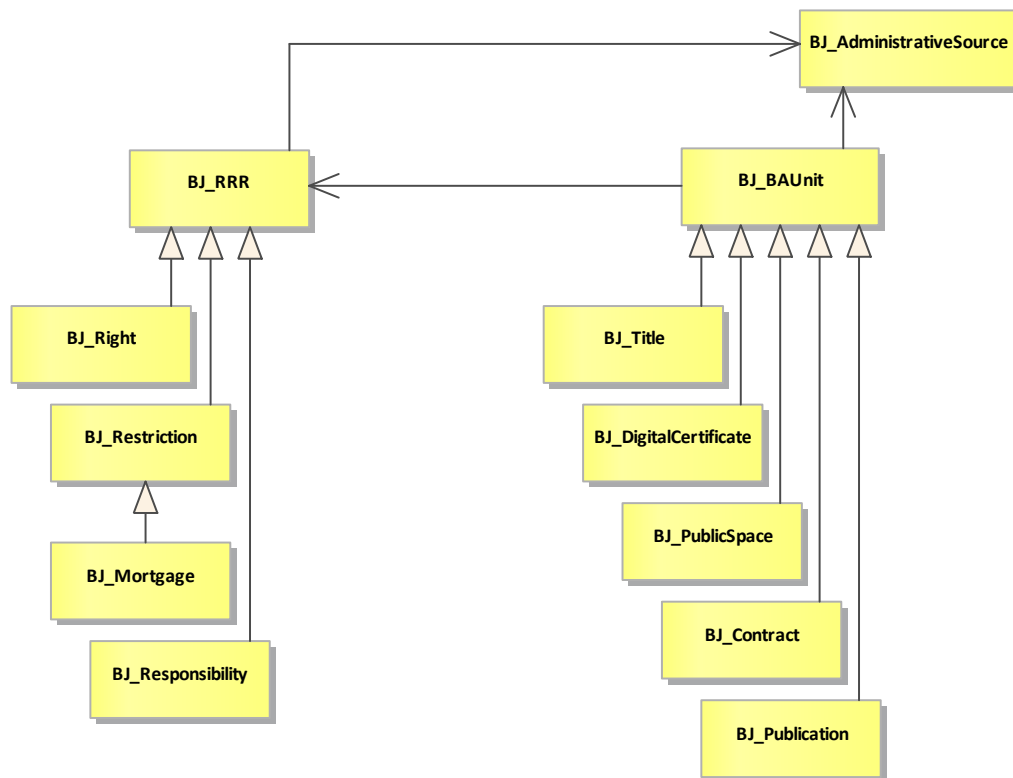 BJ_AdministrativeSource
BJ_RRR
BJ_BAUnit
BJ_Right
BJ_Title
BJ_Restriction
BJ_DigitalCertificate
BJ_PublicSpace
BJ_Mortgage
BJ_Contract
BJ_Responsibility
BJ_Publication